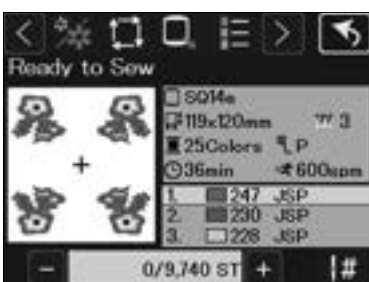 Ready to Sew
SQ14a
119x120mm 3
25Colors P
36min 600spm
1. 247 JSP
2. 230 JSP
3. 228 JSP
- 0/9,740 ST + #